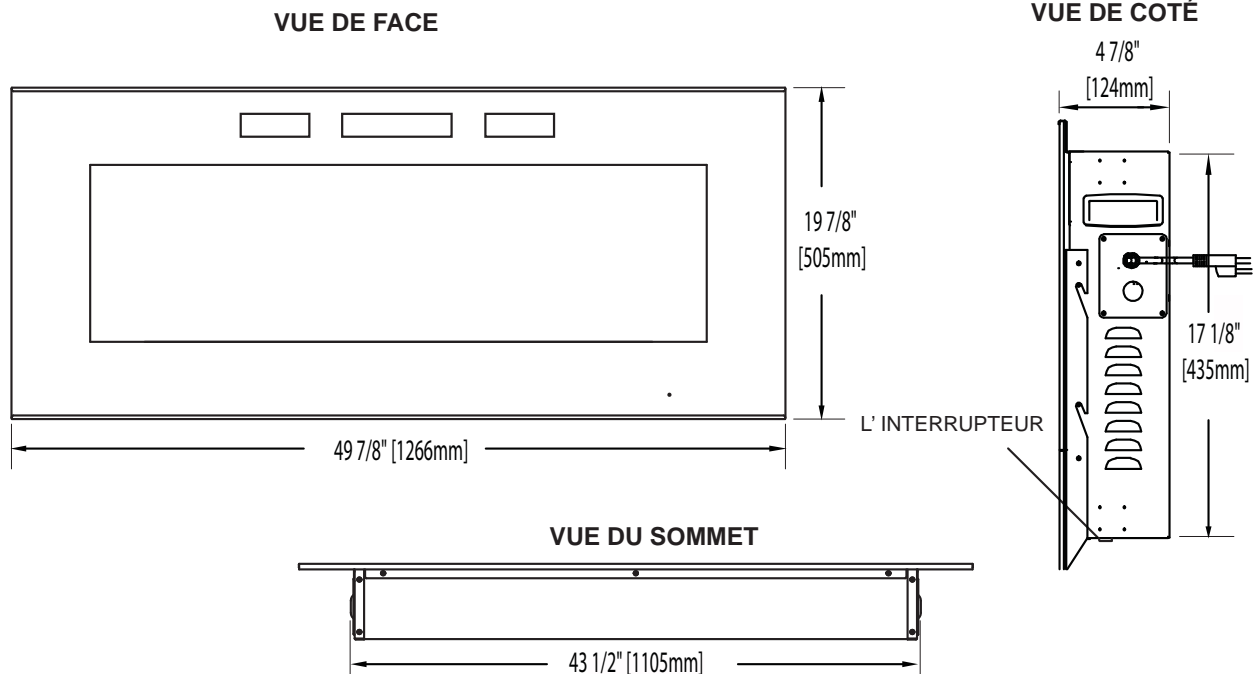 VUE DE FACE
VUE DE COTÉ
4 7/8"
[124mm]
19 7/8"
[505mm]
17 1/8"
[435mm]
L' INTERRUPTEUR
49 7/8" [1266mm]
VUE DU SOMMET
43 1/2" [1105mm]